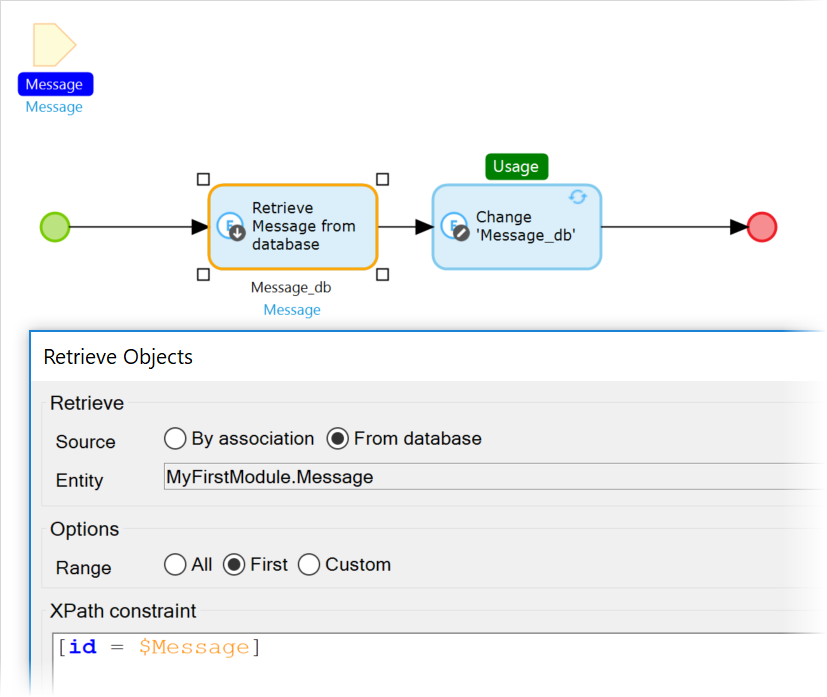 Message
Message
Usage
Retrieve
Message from
database
Change
'Message_db'
Message_db
Message
Retrieve Objects
Retrieve
Source By association From database
Entity MyFirstModule.Message
Options
Range All First Custom
XPath constraint
[id = $Message]